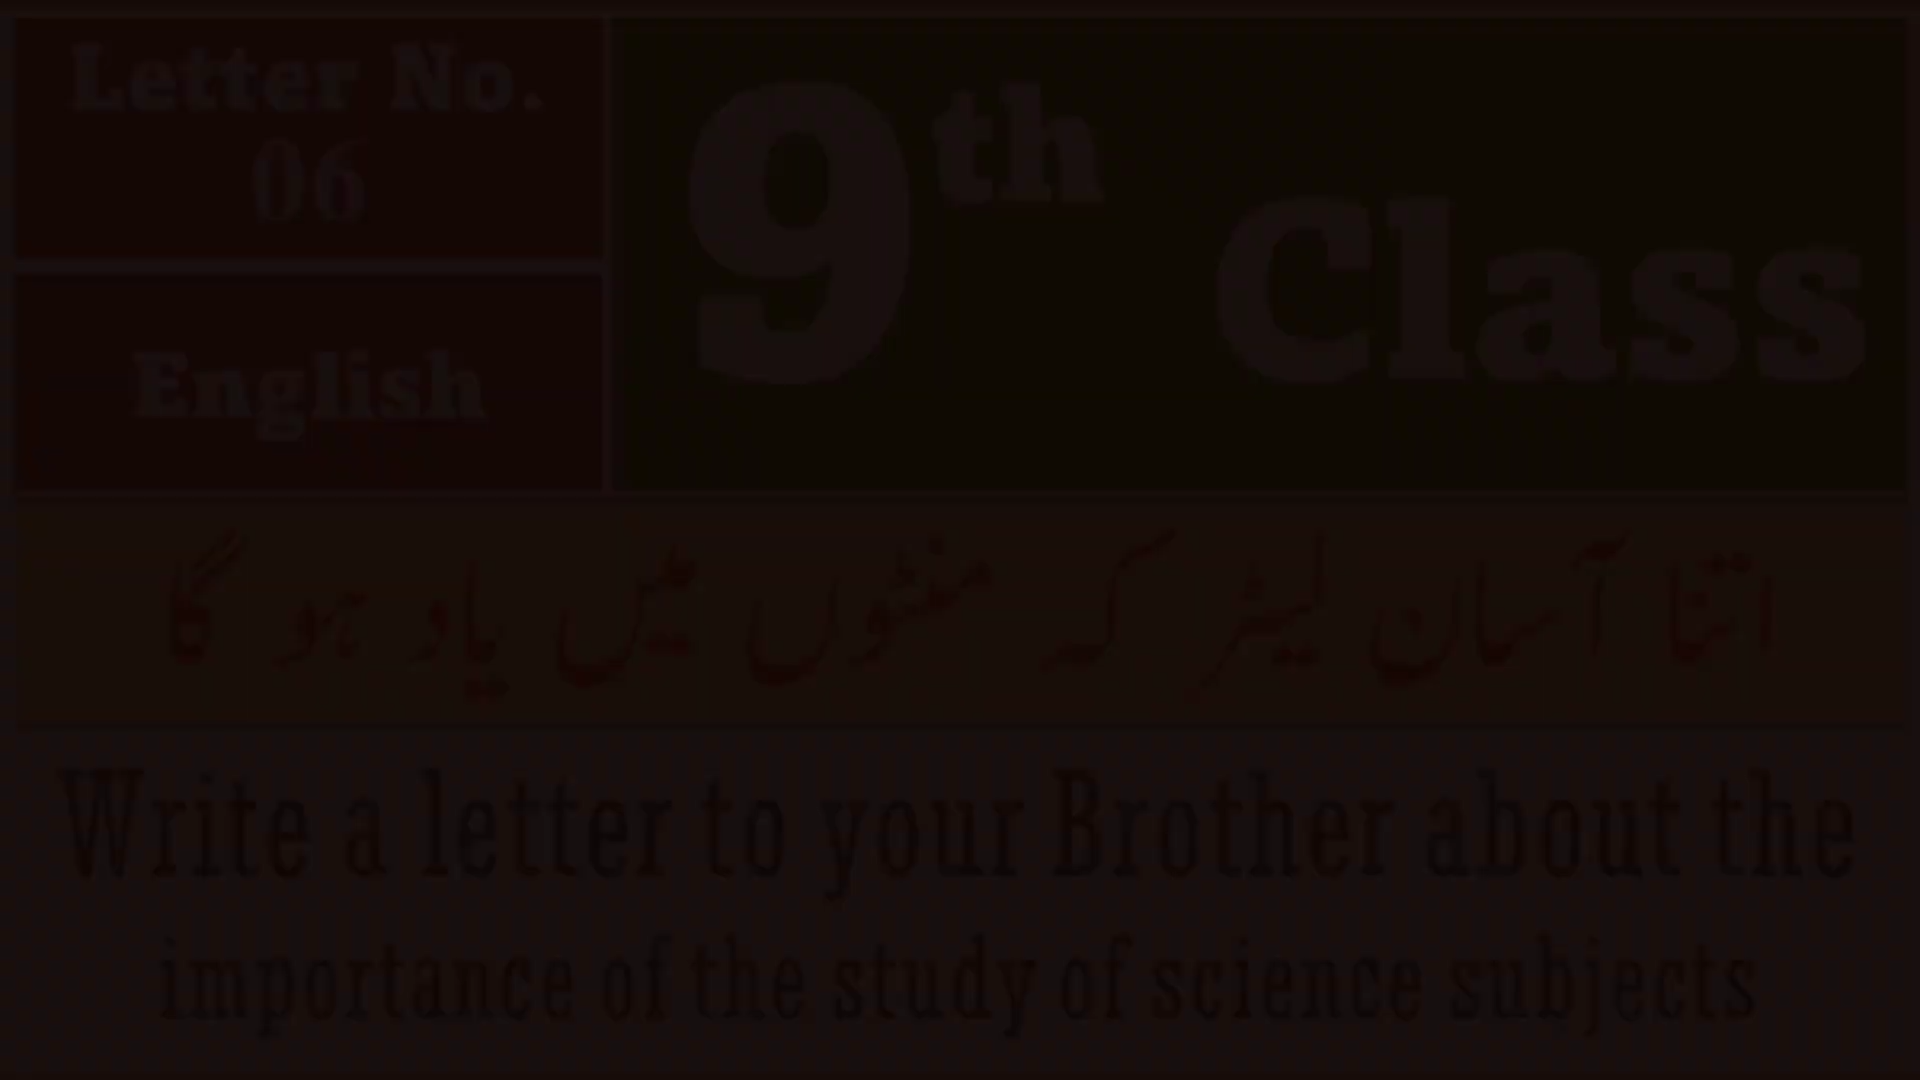 Letter No.
06
English
9th Class
اتنا آسان لیٹر کہ منٹوں میں یاد ہو گا
Write a letter to your Brother about the
importance of the study of science subjects